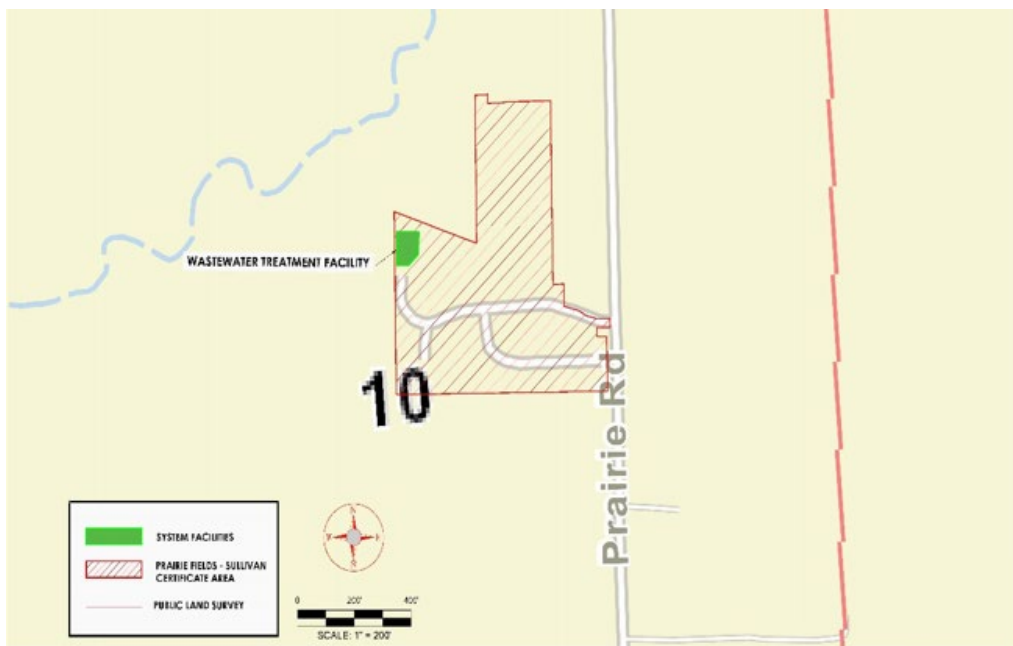 WASTEWATER TREATMENT FACILITY
10
Prairie Rd
SYSTEM FACILITIES
PRAIRIE FIELDS - SULLIVAN
CERTIFICATE AREA
PUBLIC LAND SURVEY
N
W E
S
0 200' 400'
SCALE: 1" = 200'